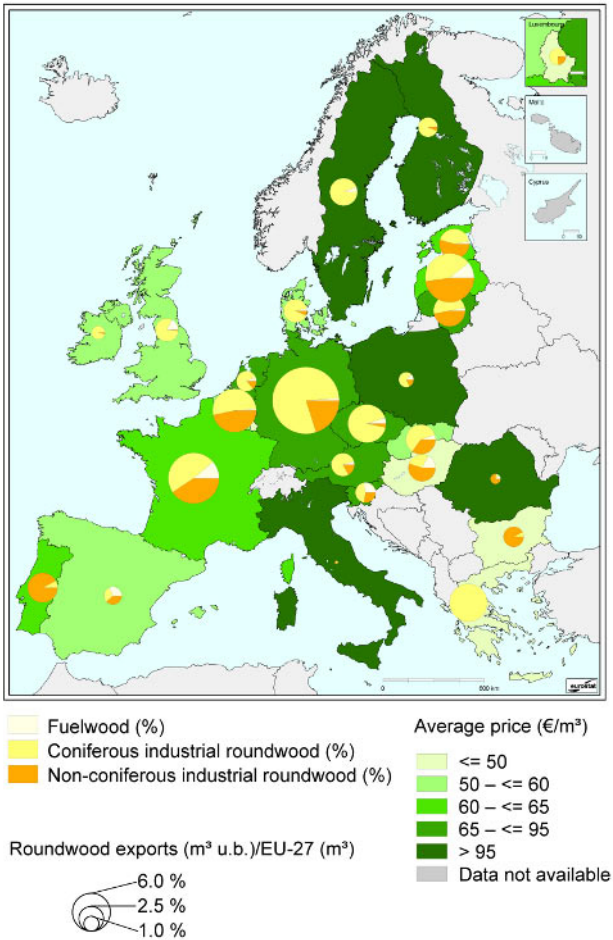 Luxembourg
Malta
Cyprus
0
600 km
eurostat
Fuelwood (%)
Coniferous industrial roundwood (%)
Non-coniferous industrial roundwood (%)
Roundwood exports (m³ u.b.)/EU-27 (m³)
6.0 %
2.5 %
1.0 %
Average price (€/m³)
<= 50
50 – <= 60
60 – <= 65
65 – <= 95
> 95
Data not available